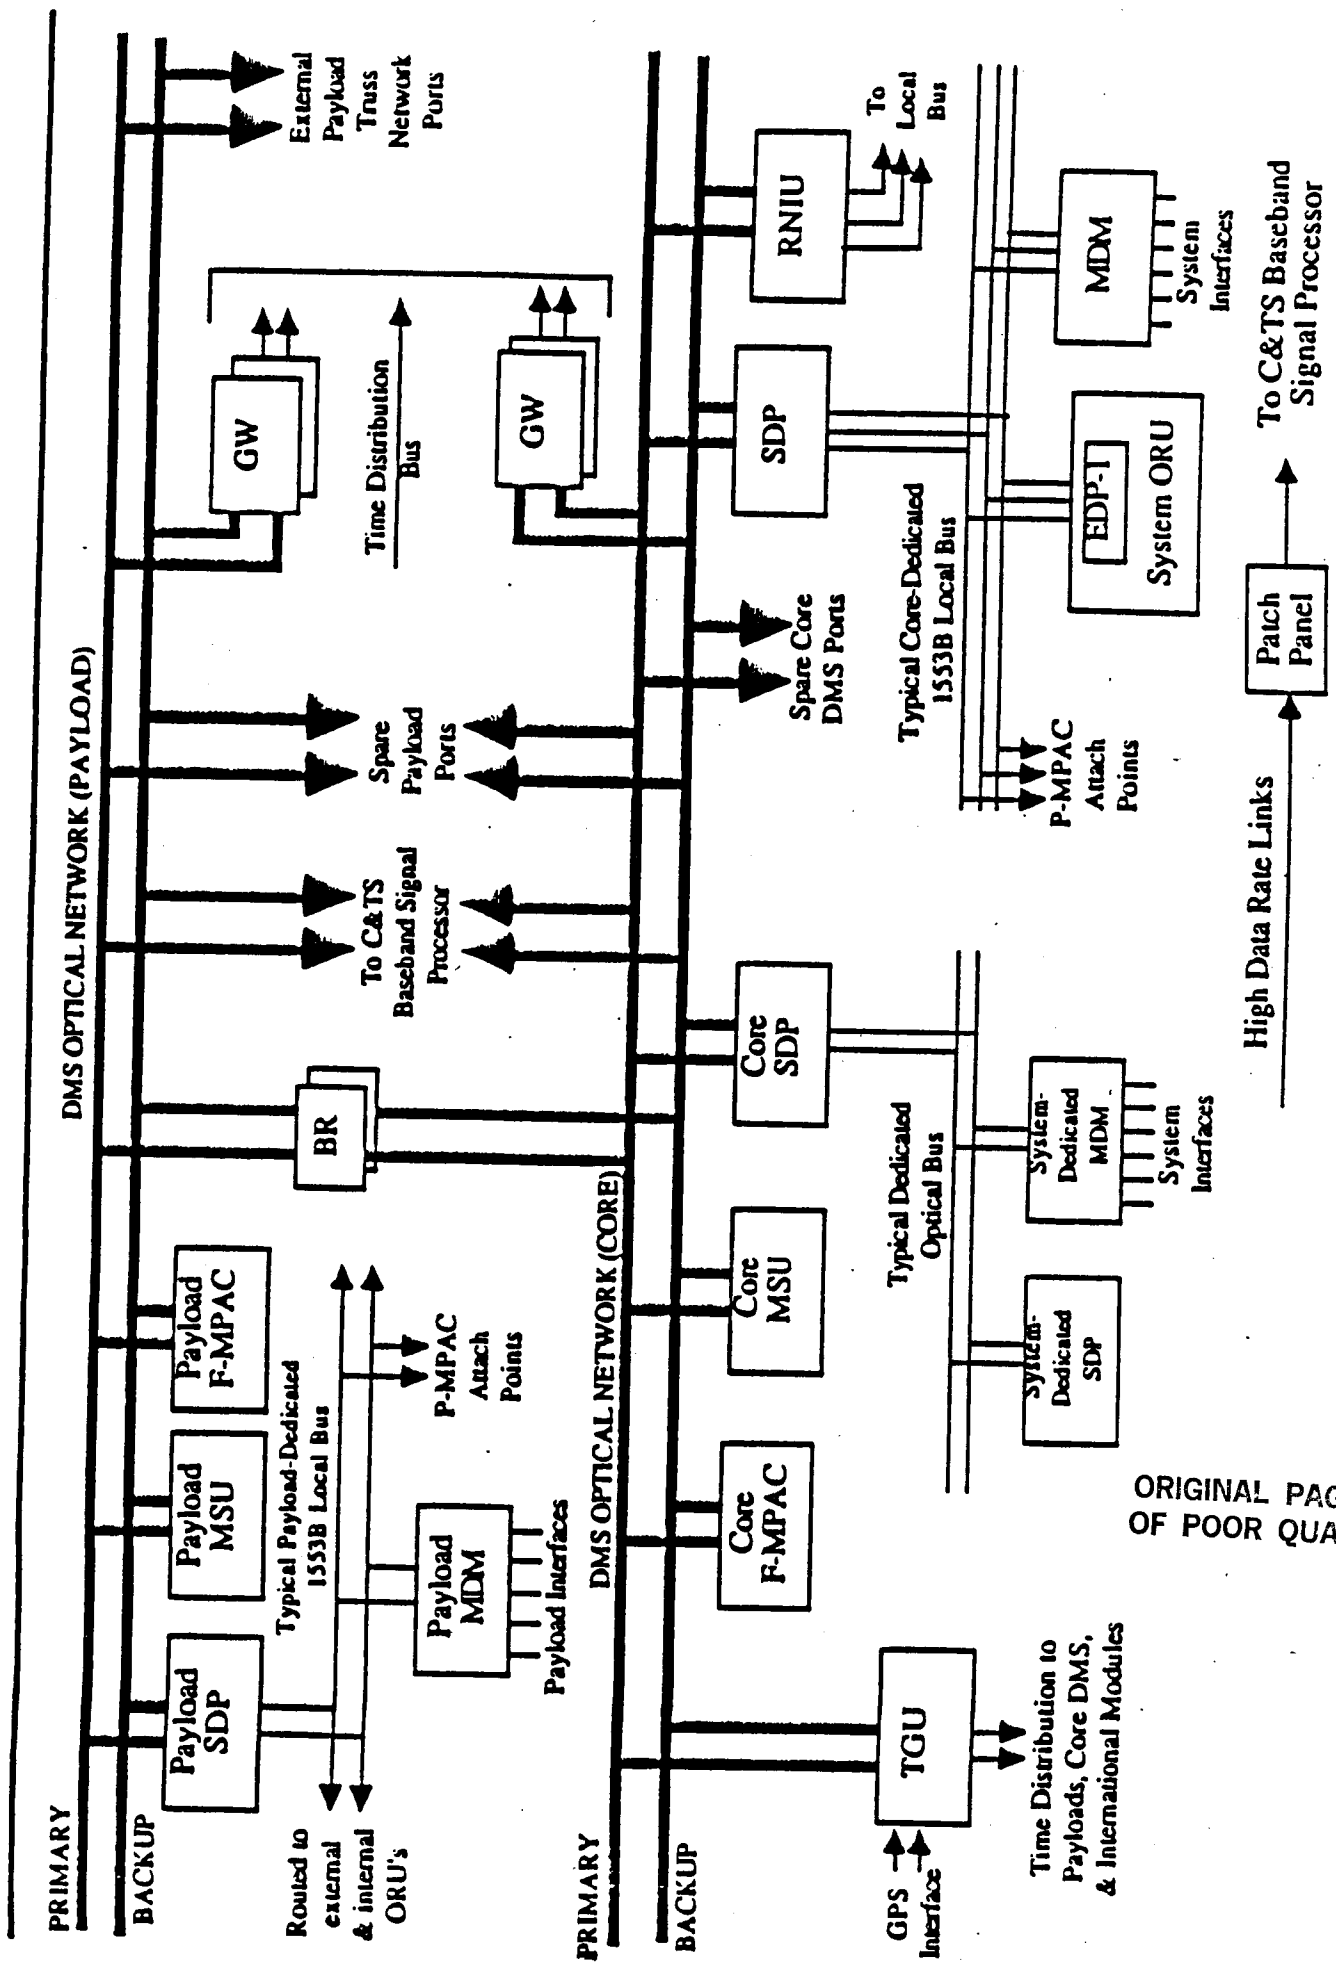 DMS OPTICAL NETWORK (PAYLOAD)
PRIMARY
BACKUP
Payload
SDP
Payload
MSU
Payload
F-MPAC
BR
GW
External
Payload
Truss
Network
Ports
Routed to
external
& internal
ORU's
Typical Payload-Dedicated
1553B Local Bus
P-MPAC
Attach
Points
Payload
MDM
Payload Interfaces
To C&TS
Baseband Signal
Processor
Spare
Payload
Ports
Time Distribution
Bus
GW
DMS OPTICAL NETWORK (CORE)
PRIMARY
BACKUP
GPS
Interface
TGU
Time Distribution to
Payloads, Core DMS,
& International Modules
Core
F-MPAC
Core
MSU
Core
SDP
Spare Core
DMS Ports
SDP
RNIU
To
Local
Bus
Typical Dedicated
Optical Bus
System-
Dedicated
SDP
System-
Dedicated
MDM
System
Interfaces
Typical Core-Dedicated
1553B Local Bus
P-MPAC
Attach
Points
EDP-1
System ORU
MDM
System
Interfaces
High Data Rate Links
Patch
Panel
To C&TS Baseband
Signal Processor
ORIGINAL PAG
OF POOR QUA